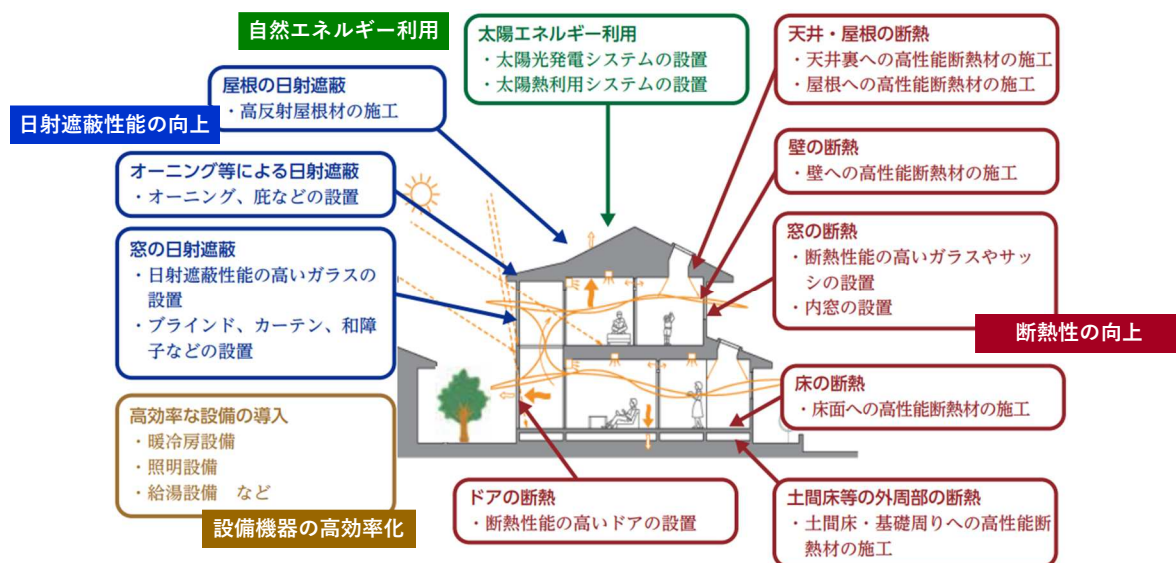 自然エネルギー利用
太陽エネルギー利用
・太陽光発電システムの設置
・太陽熱利用システムの設置
天井・屋根の断熱
・天井裏への高性能断熱材の施工
・屋根への高性能断熱材の施工
屋根の日射遮蔽
・高反射屋根材の施工
日射遮蔽性能の向上
壁の断熱
・壁への高性能断熱材の施工
オーニング等による日射遮蔽
・オーニング、庇などの設置
窓の日射遮蔽
・日射遮蔽性能の高いガラスの
設置
・ブラインド、カーテン、和障
子などの設置
窓の断熱
・断熱性能の高いガラスやサッ
シの設置
・内窓の設置
断熱性の向上
床の断熱
・床面への高性能断熱材の施工
高効率な設備の導入
・暖冷房設備
・照明設備
・給湯設備　など
設備機器の高効率化
ドアの断熱
・断熱性能の高いドアの設置
土間床等の外周部の断熱
・土間床・基礎周りへの高性能断
熱材の施工